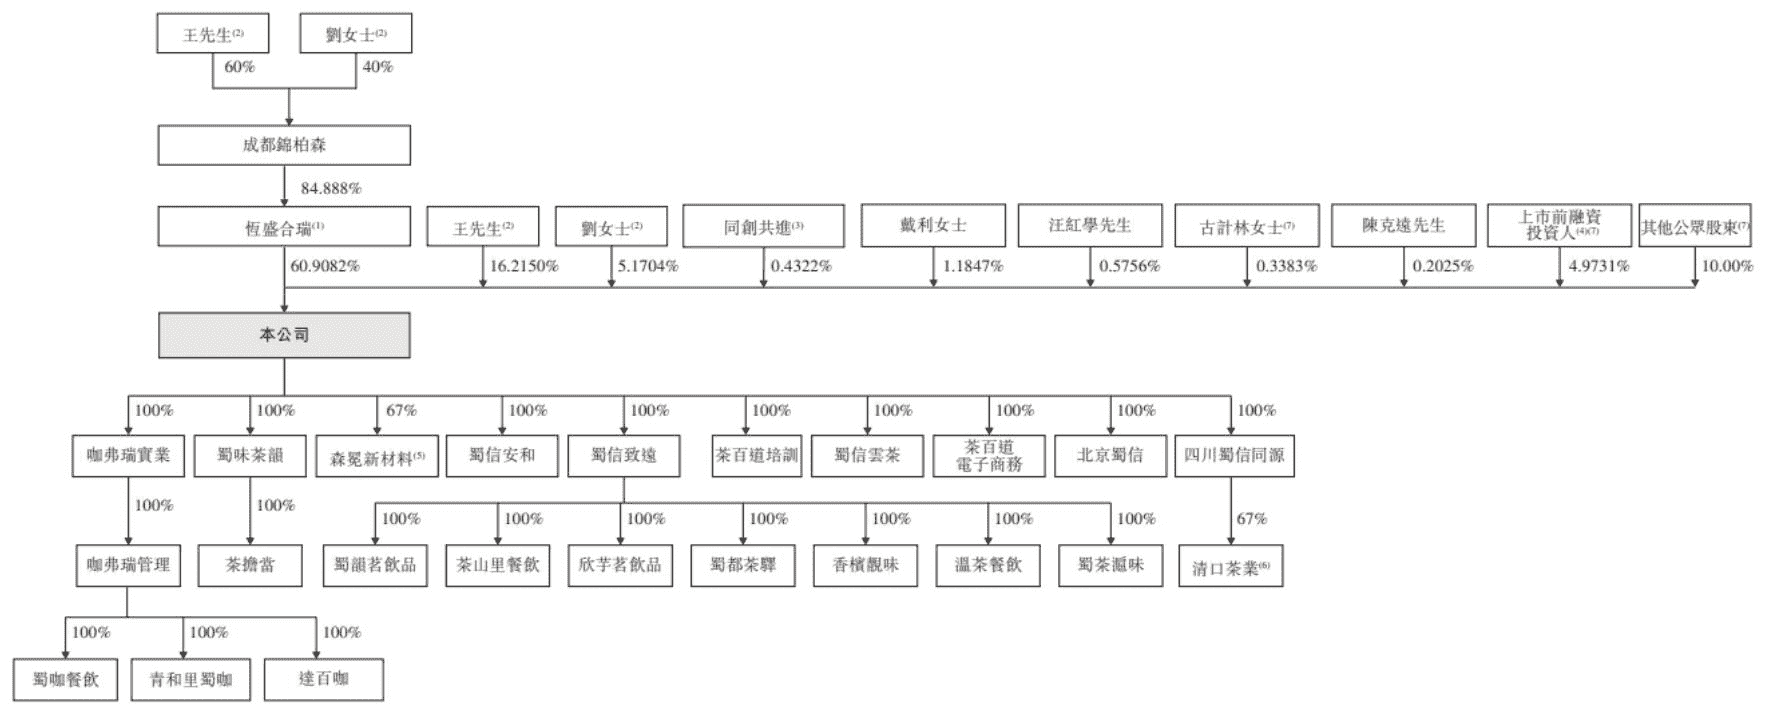 王先生(2)
劉女士(2)
60%
40%
成都錦柏森
84.888%
恆盛合瑞(1)
王先生(2)
劉女士(2)
同創共進(3)
戴利女士
汪紅學先生
古計林女士(7)
陳克遠先生
上市前融資
投資人(4)(7)
其他公眾股東(7)
60.9082%
16.2150%
5.1704%
0.4322%
1.1847%
0.5756%
0.3383%
0.2025%
4.9731%
10.00%
本公司
100%
100%
67%
100%
100%
100%
100%
100%
100%
100%
咖弗瑞實業
蜀味茶韻
森冕新材料(5)
蜀信安和
蜀信致遠
茶百道培訓
蜀信雲茶
茶百道
電子商務
北京蜀信
四川蜀信同源
100%
100%
100%
100%
100%
100%
100%
100%
100%
67%
咖弗瑞管理
茶擔當
蜀韻茗飲品
茶山里餐飲
欣芋茗飲品
蜀都茶驛
香檳靚味
溫茶餐飲
蜀茶滬味
清口茶業(6)
100%
100%
100%
蜀咖餐飲
青和里蜀咖
達百咖